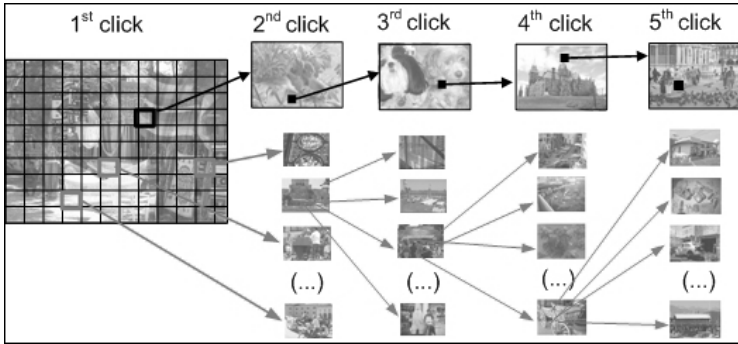 1st click
2nd click
3rd click
4th click
5th click
(...)
(...)
(...)
(...)